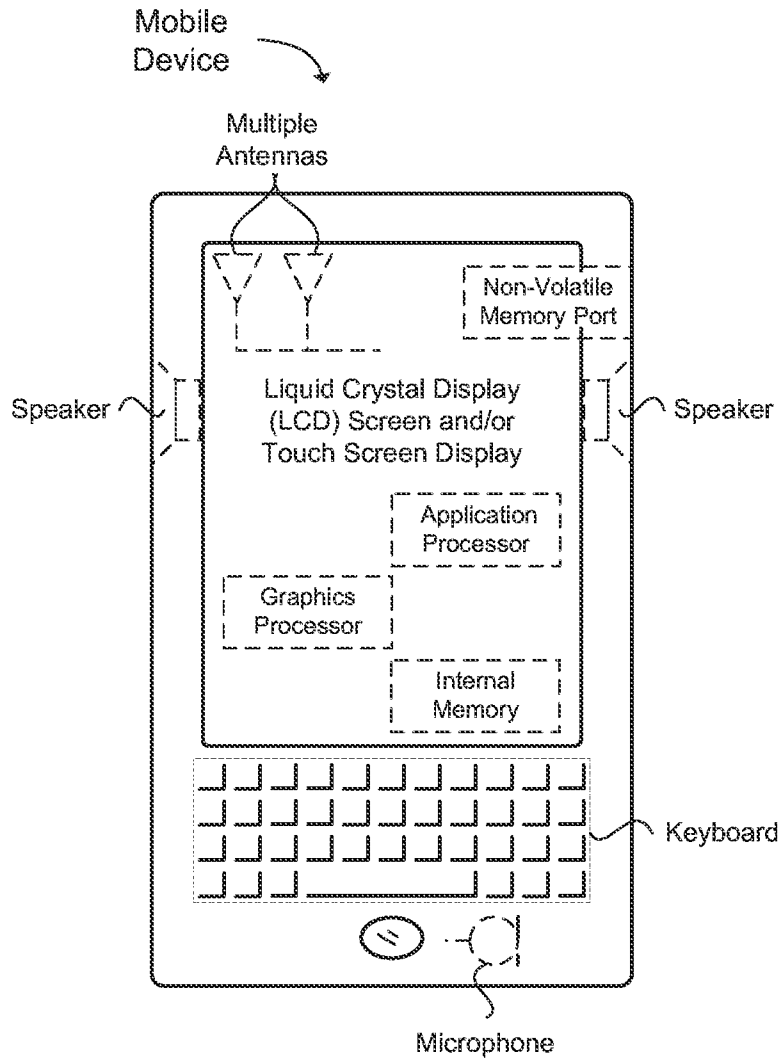 Mobile
Device
Multiple
Antennas
Non-Volatile
Memory Port
Speaker
Liquid Crystal Display
(LCD) Screen and/or
Touch Screen Display
Speaker
Application
Processor
Graphics
Processor
Internal
Memory
Keyboard
Microphone